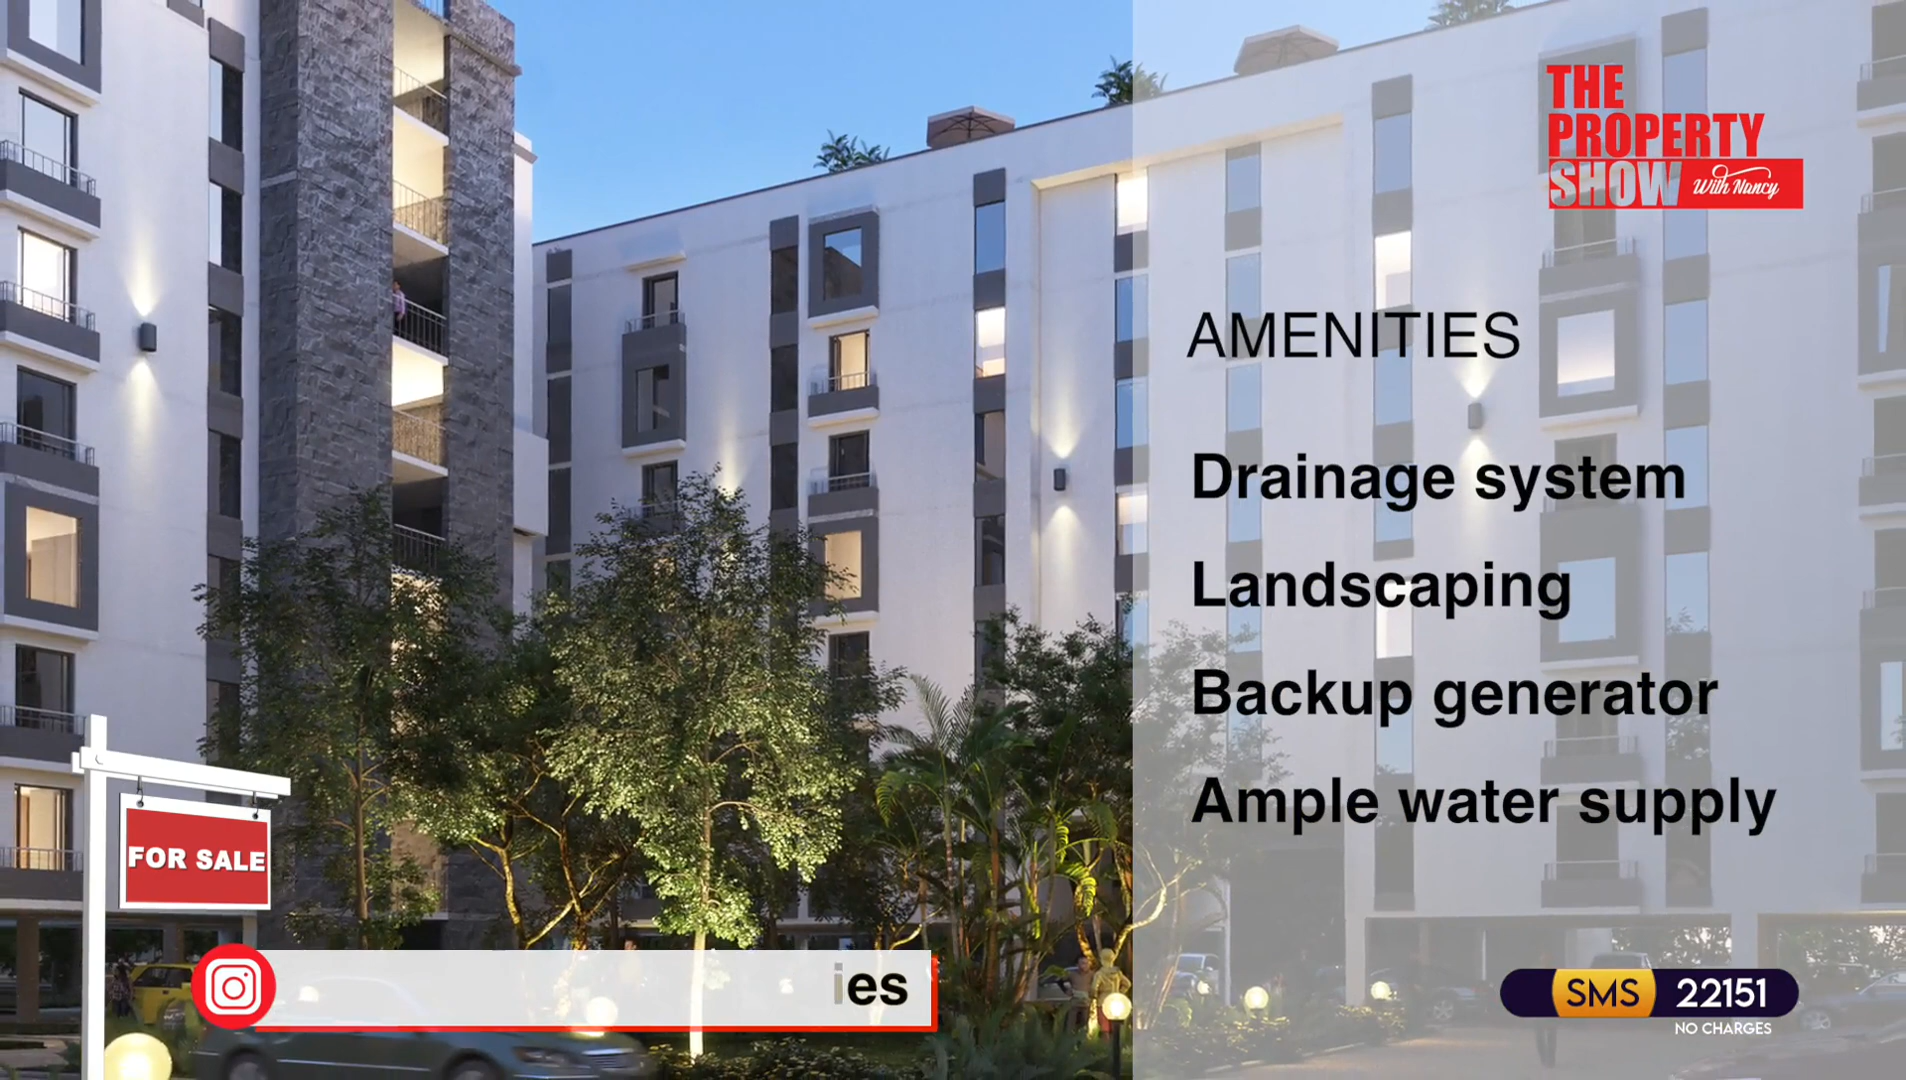 THE
PROPERTY
SHOW With Nancy
AMENITIES
Drainage system
Landscaping
Backup generator
Ample water supply
FOR SALE
ies
SMS 22151
NO CHARGES